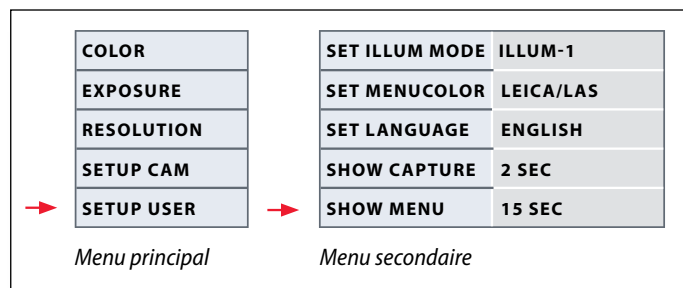 COLOR
EXPOSURE
RESOLUTION
SETUP CAM
SETUP USER
Menu principal
SET ILLUM MODE ILLUM-1
SET MENUCOLOR LEICA/LAS
SET LANGUAGE ENGLISH
SHOW CAPTURE 2 SEC
SHOW MENU 15 SEC
Menu secondaire